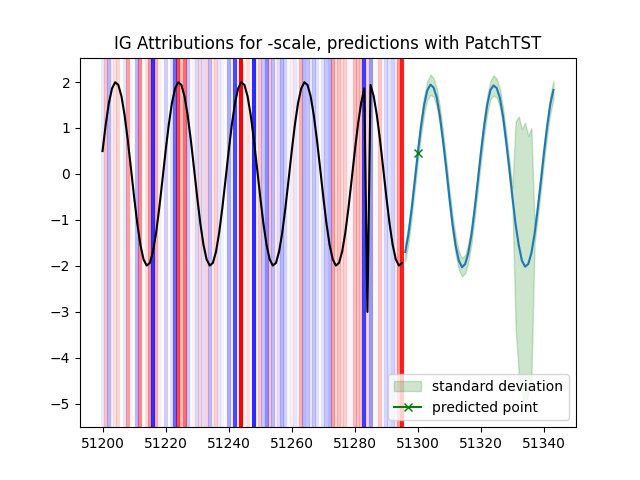 IG Attributions for -scale, predictions with PatchTST
2
1
0
−1
−2
−3
−4
−5
standard deviation
predicted point
51200 51220 51240 51260 51280 51300 51320 51340